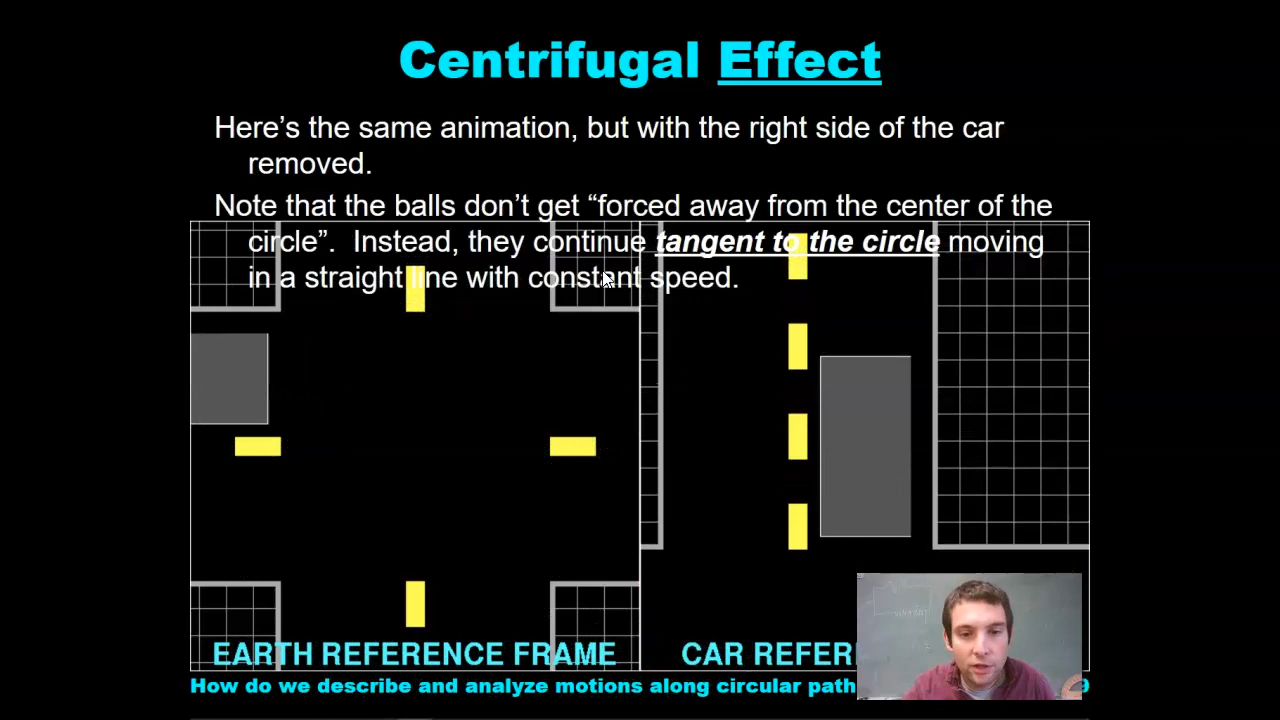 Centrifugal Effect
Here’s the same animation, but with the right side of the car
removed.
Note that the balls don’t get “forced away from the center of the
circle”. Instead, they continue tangent to the circle moving
in a straight line with constant speed.
EARTH REFERENCE FRAME
CAR
How do we describe and analyze motions along circular
9